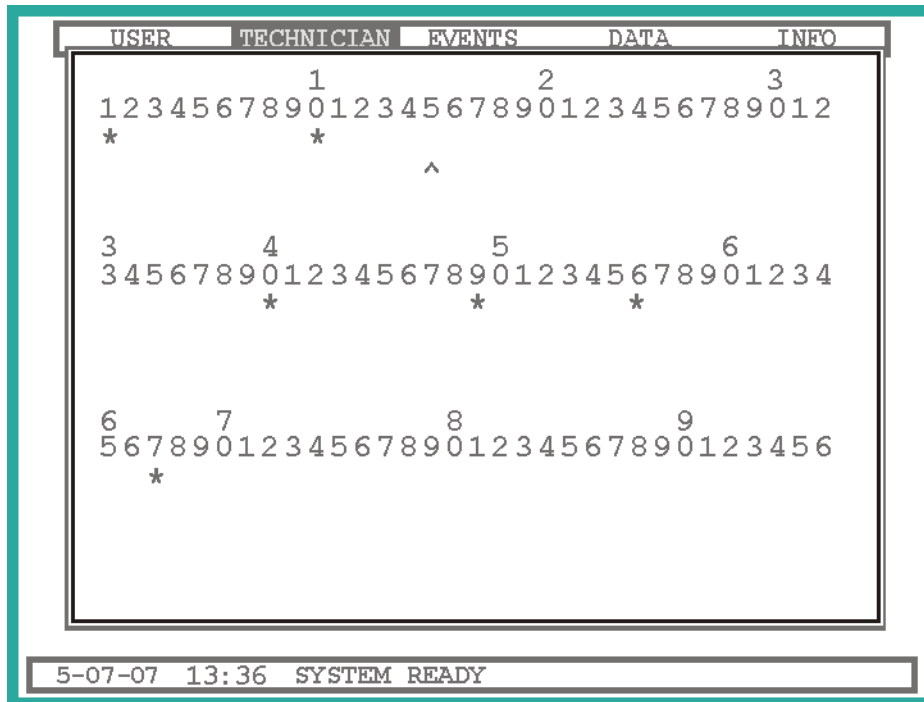 USER TECHNICIAN EVENTS DATA INFO
1 2 3
12345678901234567890123456789012
* *
^
3 4 5 6
34567890123456789012345678901234
* * *
6 7 8 9
56789012345678901234567890123456
*
5-07-07 13:36 SYSTEM READY